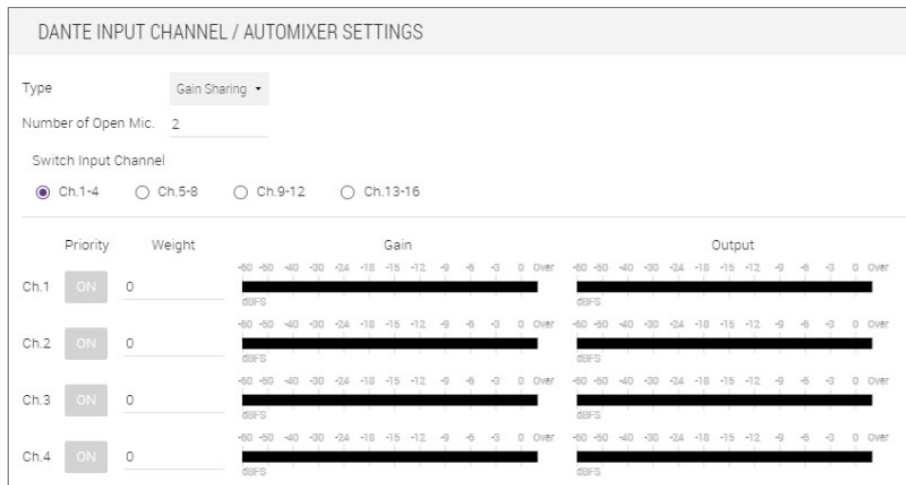 DANTE INPUT CHANNEL / AUTOMIXER SETTINGS
Type Gain Sharing
Number of Open Mic. 2
Switch Input Channel
Ch.1-4 Ch.5-8 Ch.9-12 Ch.13-16
Priority Weight Gain Output
-60 -50 -40 -30 -24 -18 -15 -12 -9 -6 -3 0 Over -60 -50 -40 -30 -24 -18 -15 -12 -9 -6 -3 0 Over
Ch.1 ON 0
dBFS dBFS
-60 -50 -40 -30 -24 -18 -15 -12 -9 -6 -3 0 Over -60 -50 -40 -30 -24 -18 -15 -12 -9 -6 -3 0 Over
Ch.2 ON 0
dBFS dBFS
-60 -50 -40 -30 -24 -18 -15 -12 -9 -6 -3 0 Over -60 -50 -40 -30 -24 -18 -15 -12 -9 -6 -3 0 Over
Ch.3 ON 0
dBFS dBFS
-60 -50 -40 -30 -24 -18 -15 -12 -9 -6 -3 0 Over -60 -50 -40 -30 -24 -18 -15 -12 -9 -6 -3 0 Over
Ch.4 ON 0
dBFS dBFS